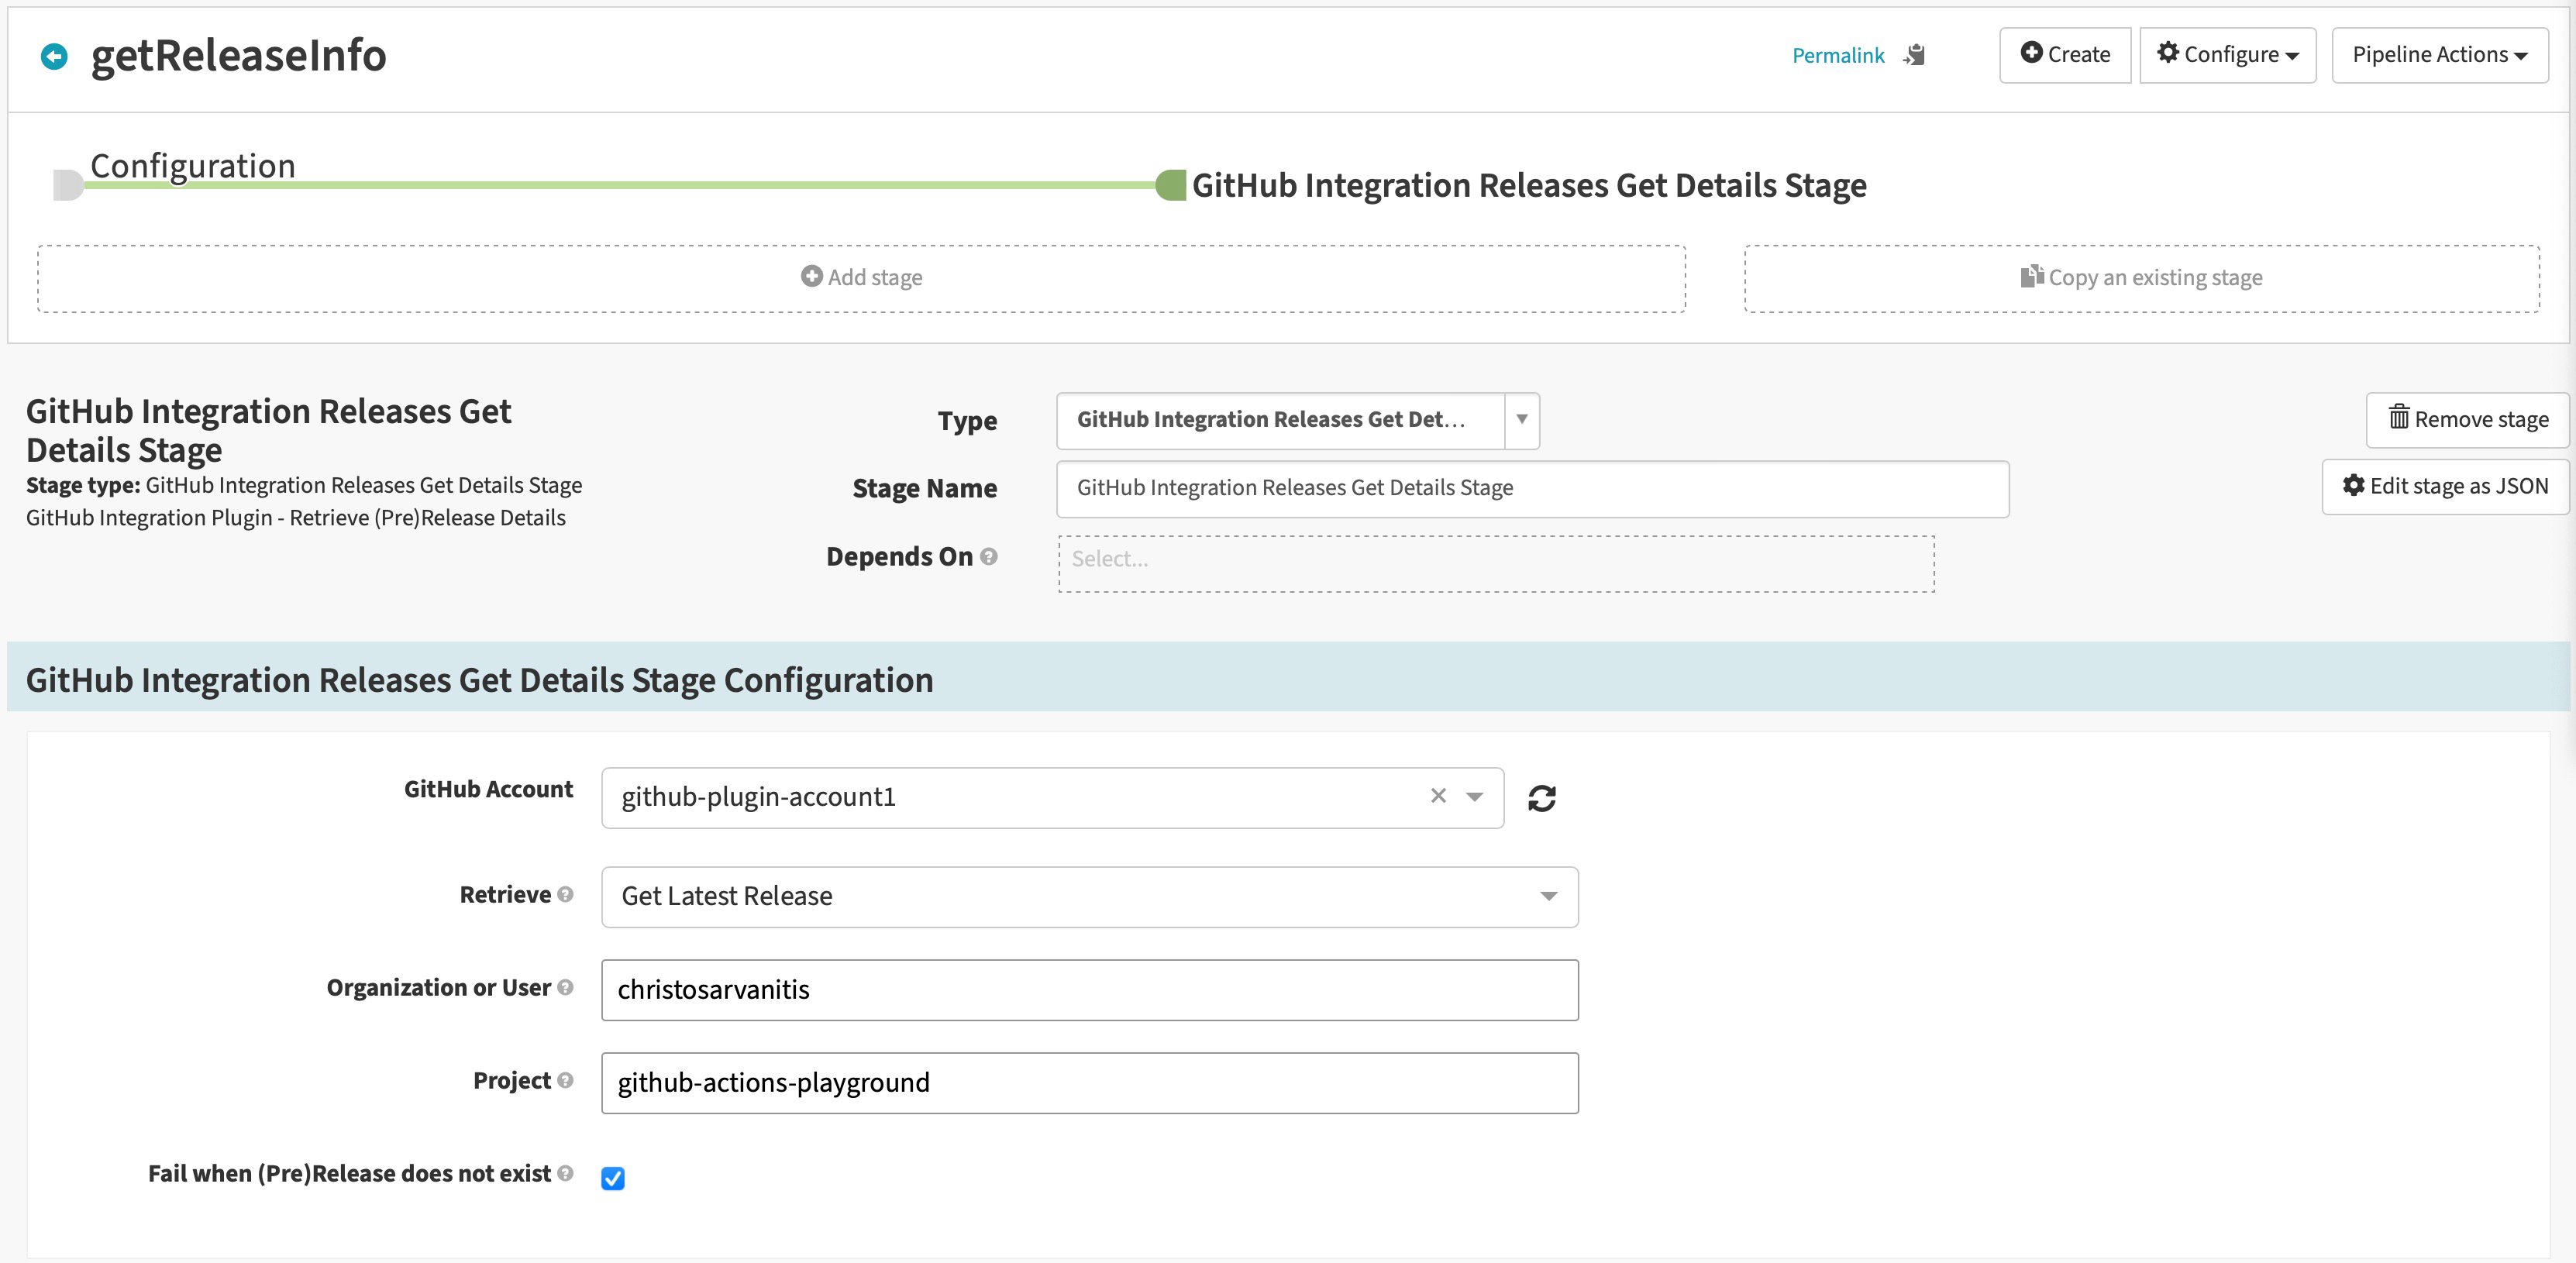 getReleaseInfo
Permalink
Create
Configure
Pipeline Actions
Configuration
GitHub Integration Releases Get Details Stage
Add stage
Copy an existing stage
GitHub Integration Releases Get
Details Stage
Stage type: GitHub Integration Releases Get Details Stage
GitHub Integration Plugin - Retrieve (Pre)Release Details
Type
GitHub Integration Releases Get Det...
Remove stage
Stage Name
GitHub Integration Releases Get Details Stage
Edit stage as JSON
Depends On
Select...
GitHub Integration Releases Get Details Stage Configuration
GitHub Account
github-plugin-account1
Retrieve
Get Latest Release
Organization or User
christosarvanitis
Project
github-actions-playground
Fail when (Pre)Release does not exist